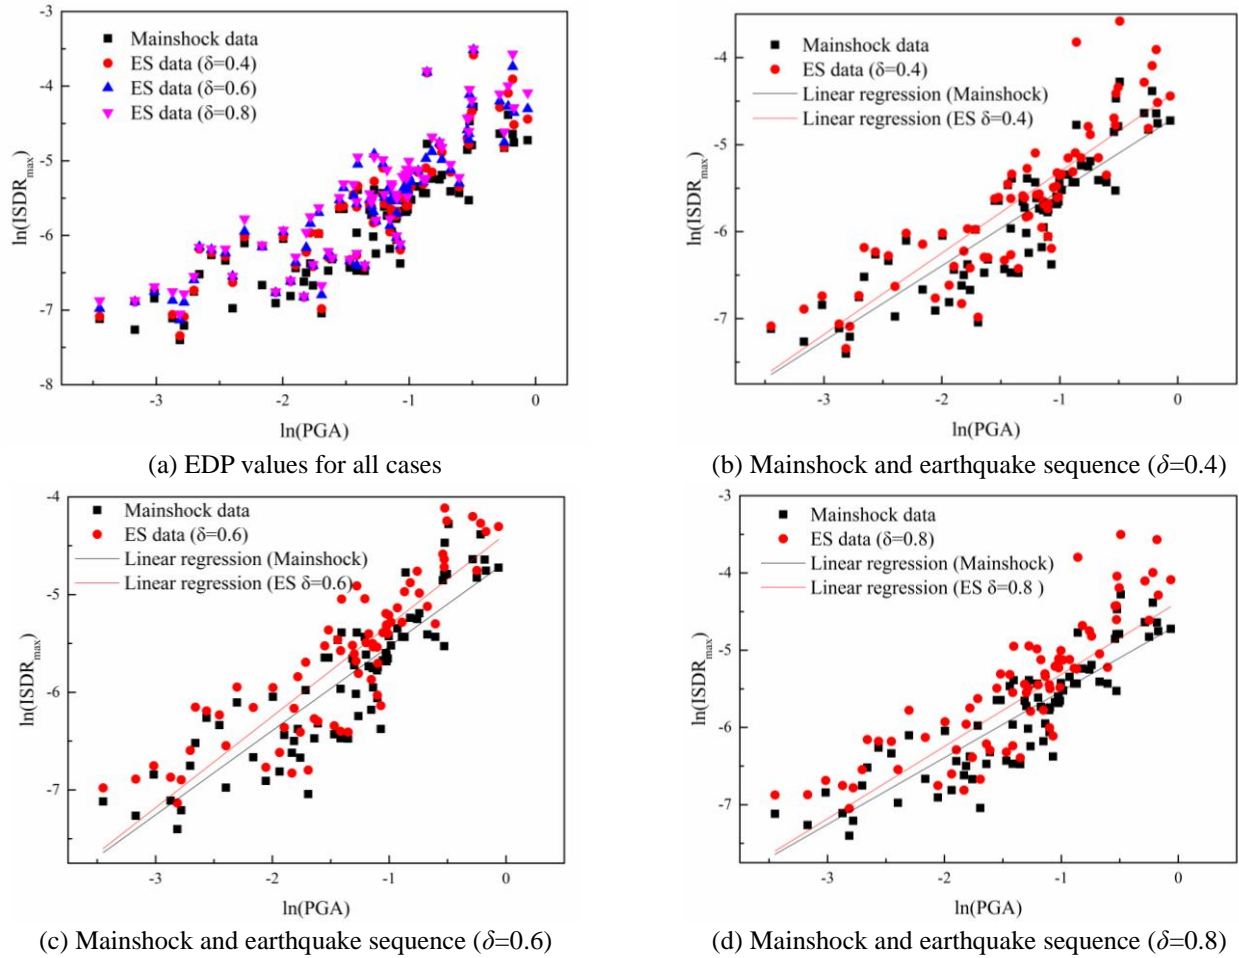 -3
-4
-5
-6
-7
-8
ln(ISDRmax)
Mainshock data
ES data (δ=0.4)
ES data (δ=0.6)
ES data (δ=0.8)
-3 -2 -1 0
ln(PGA)
(a) EDP values for all cases
-4
-5
-6
-7
ln(ISDRmax)
Mainshock data
ES data (δ=0.4)
Linear regression (Mainshock)
Linear regression (ES δ=0.4)
-3 -2 -1 0
ln(PGA)
(b) Mainshock and earthquake sequence (δ=0.4)
-4
-5
-6
-7
ln(ISDRmax)
Mainshock data
ES data (δ=0.6)
Linear regression (Mainshock)
Linear regression (ES δ=0.6)
-3 -2 -1 0
ln(PGA)
(c) Mainshock and earthquake sequence (δ=0.6)
-3
-4
-5
-6
-7
ln(ISDRmax)
Mainshock data
ES data (δ=0.8)
Linear regression (Mainshock)
Linear regression (ES δ=0.8 )
-3 -2 -1 0
ln(PGA)
(d) Mainshock and earthquake sequence (δ=0.8)